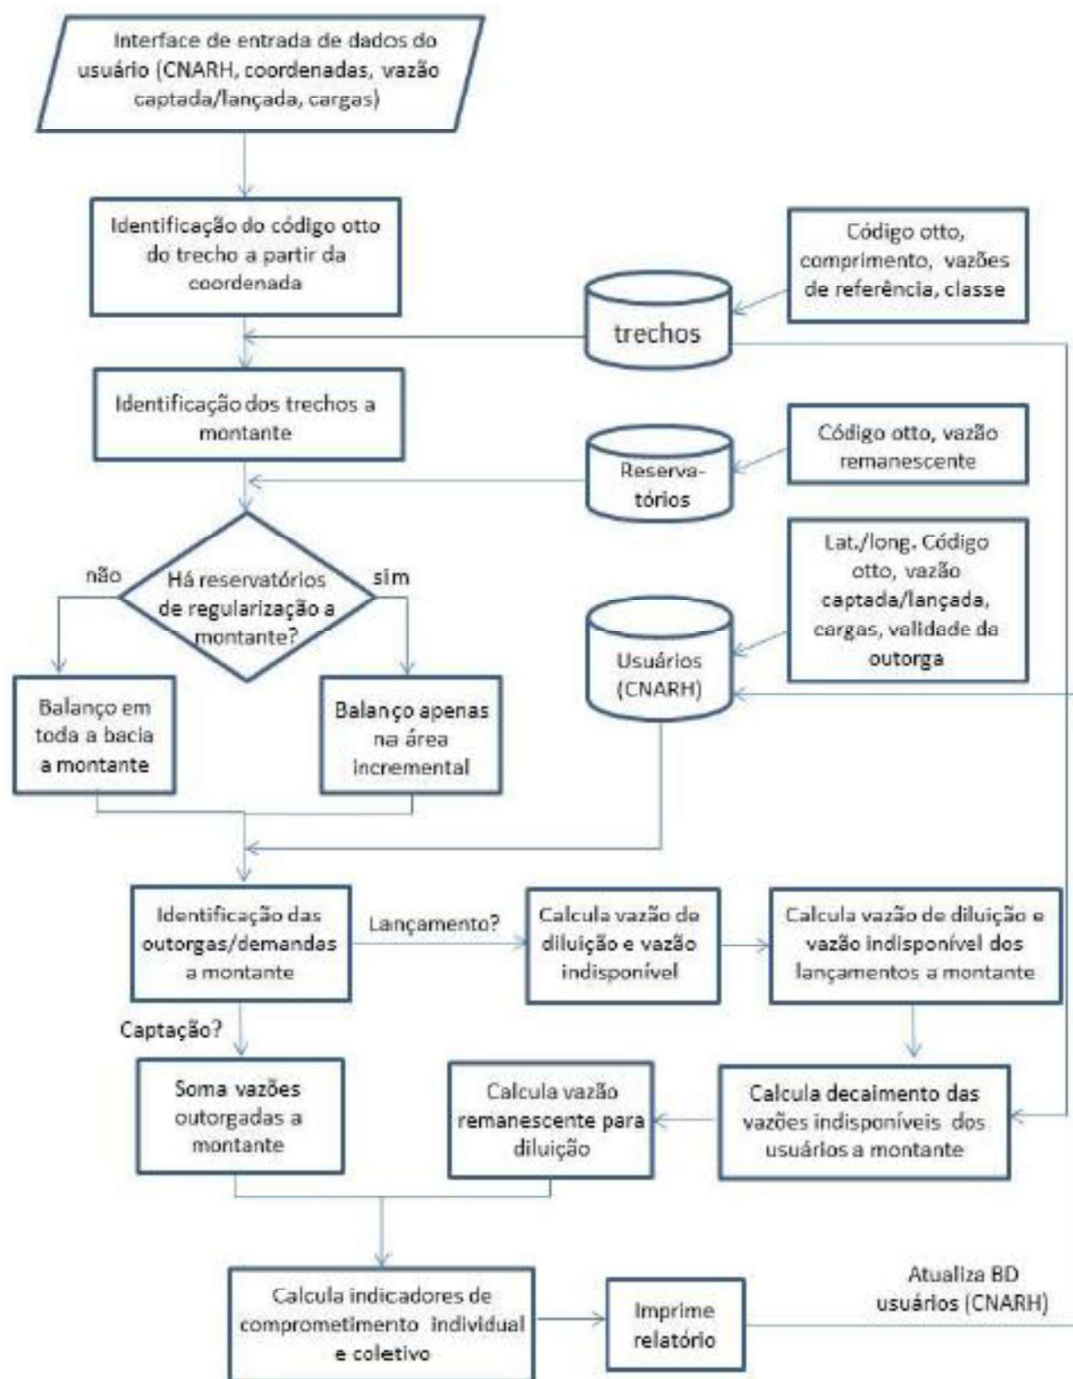 Interface de entrada de dados do
usuário (CNARH, coordenadas, vazão
captada/lançada, cargas)
Identificação do código otto
do trecho a partir da
coordenada
Código otto,
comprimento, vazões
de referência, classe
trechos
Identificação dos trechos a
montante
Código otto, vazão
remanescente
Reserva-
tórios
Há reservatórios
de regularização a
montante?
não
sim
Lat./long. Código
otto, vazão
captada/lançada,
cargas, validade da
outorga
Usuários
(CNARH)
Balanço em
toda a bacia
a montante
Balanço apenas
na área
incremental
Identificação das
outorgas/demandas
a montante
Lançamento?
Calcula vazão de
diluição e vazão
indisponível
Calcula vazão de diluição e
vazão indisponível dos
lançamentos a montante
Captação?
Soma vazões
outorgadas a
montante
Calcula vazão
remanescente para
diluição
Calcula decaimento das
vazões indisponíveis dos
usuários a montante
Calcula indicadores de
comprometimento individual
e coletivo
Imprime
relatório
Atualiza BD
usuários (CNARH)